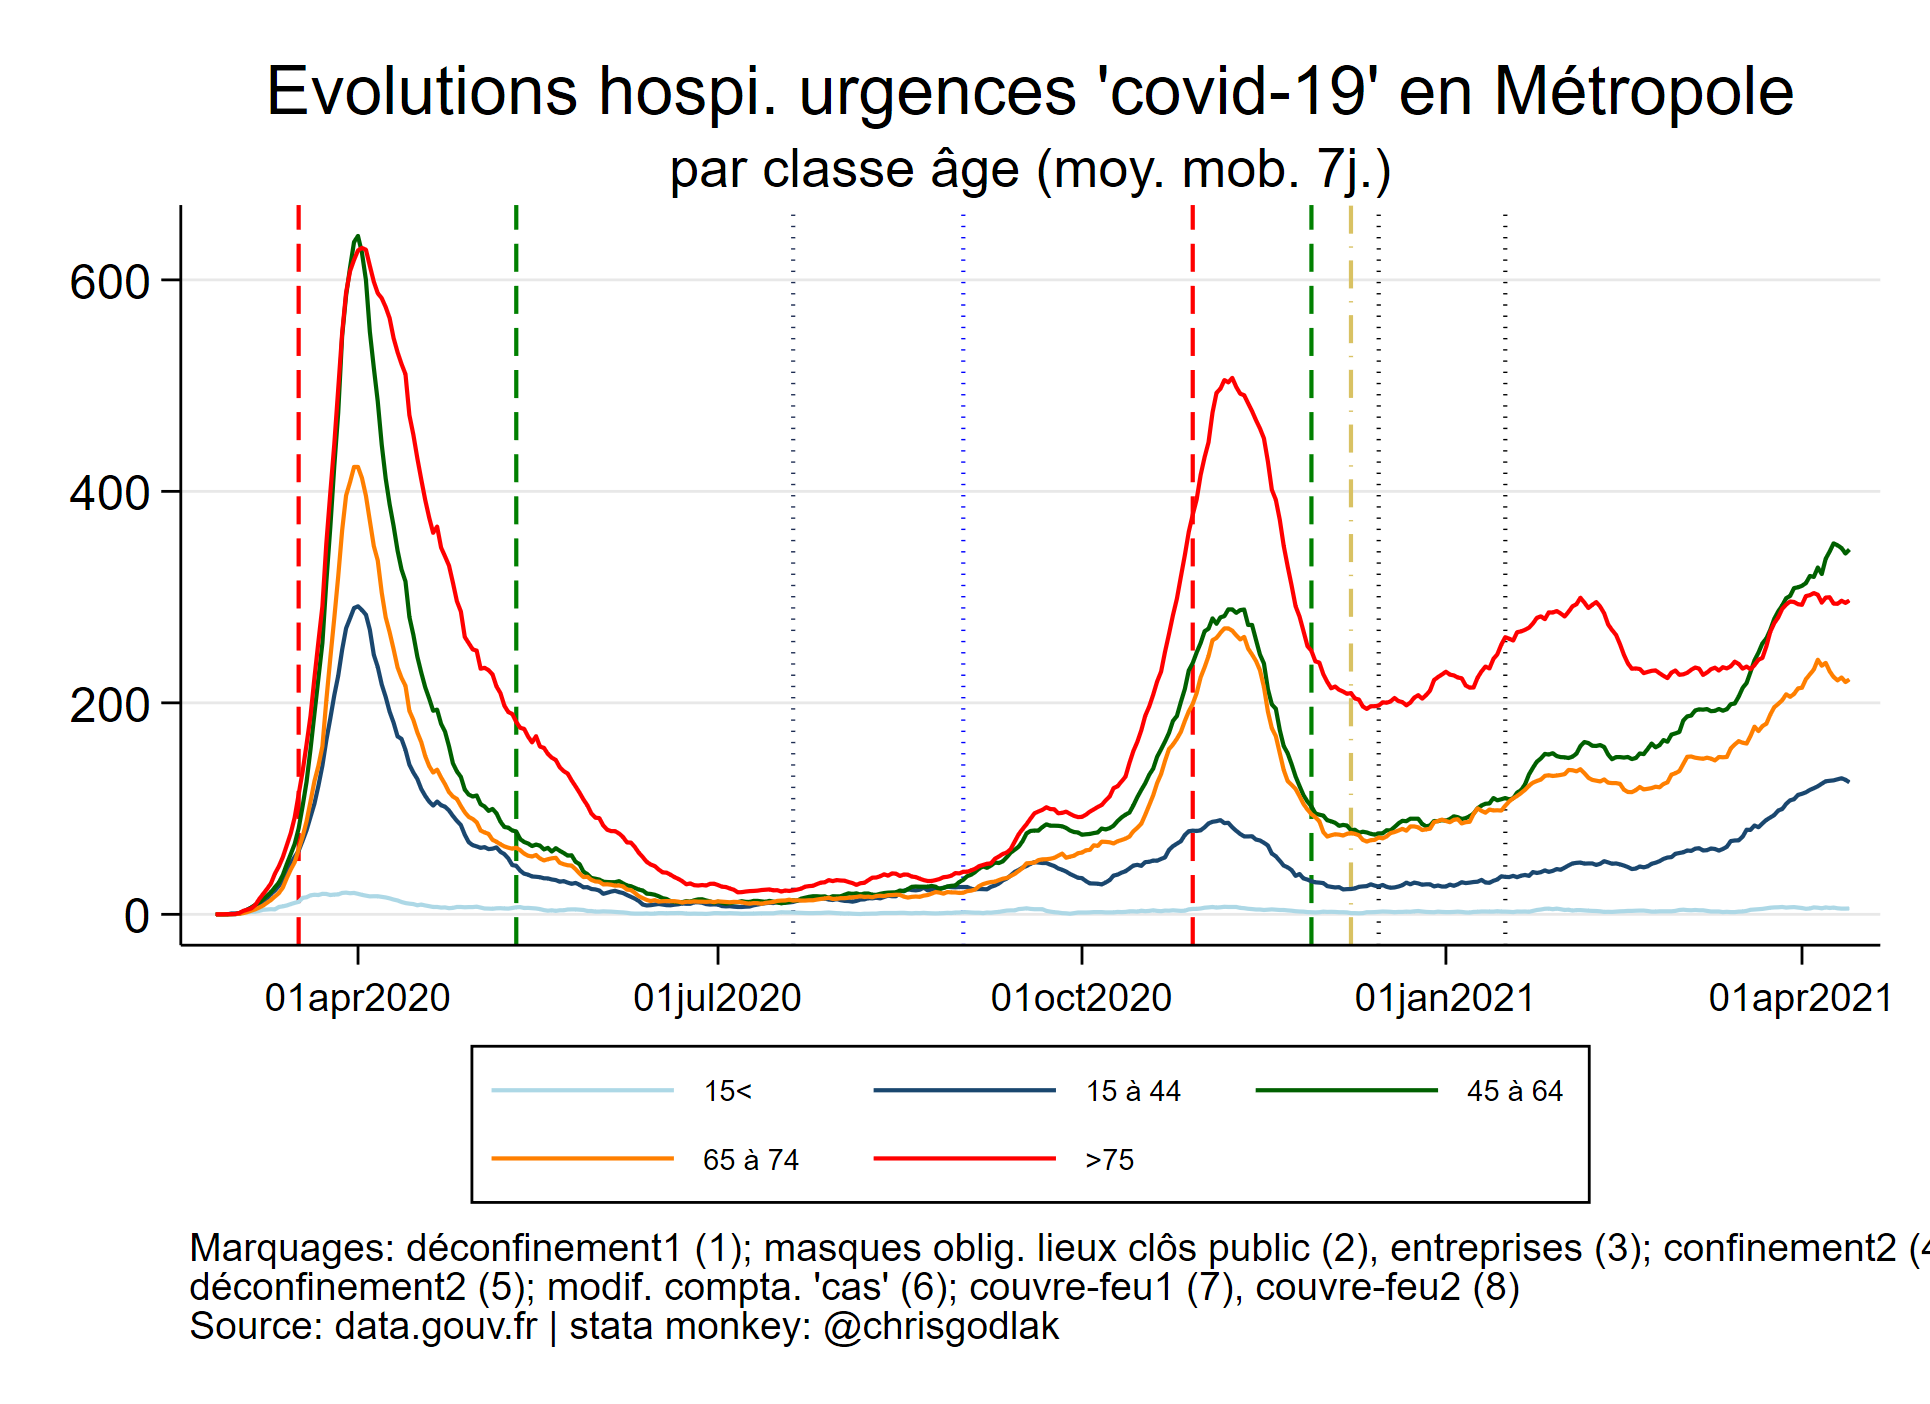 Evolutions hospi. urgences 'covid-19' en Métropole
par classe âge (moy. mob. 7j.)
600
400
200
0
01apr2020 01jul2020 01oct2020 01jan2021 01apr2021
15< 15 à 44 45 à 64
65 à 74 >75
Marquages: déconfinement1 (1); masques oblig. lieux clôs public (2), entreprises (3); confinement2 (4
déconfinement2 (5); modif. compta. 'cas' (6); couvre-feu1 (7), couvre-feu2 (8)
Source: data.gouv.fr | stata monkey: @chrisgodlak